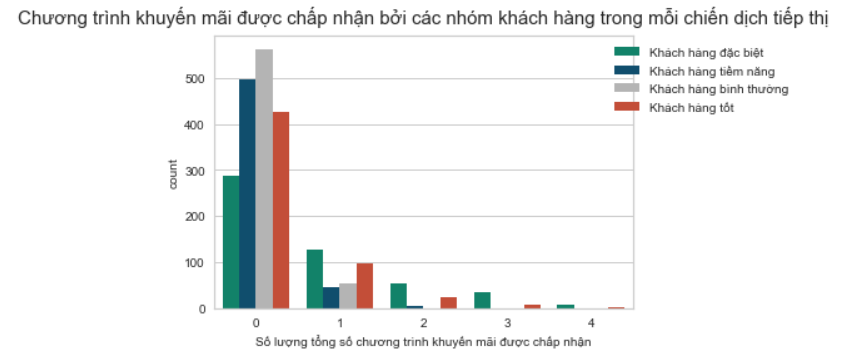 Chương trình khuyến mãi được chấp nhận bởi các nhóm khách hàng trong mỗi chiến dịch tiếp thị
Khách hàng đặc biệt
Khách hàng tiềm năng
Khách hàng bình thường
Khách hàng tốt
500
400
300
200
100
0
count
0 1 2 3 4
Số lượng tổng số chương trình khuyến mãi được chấp nhận